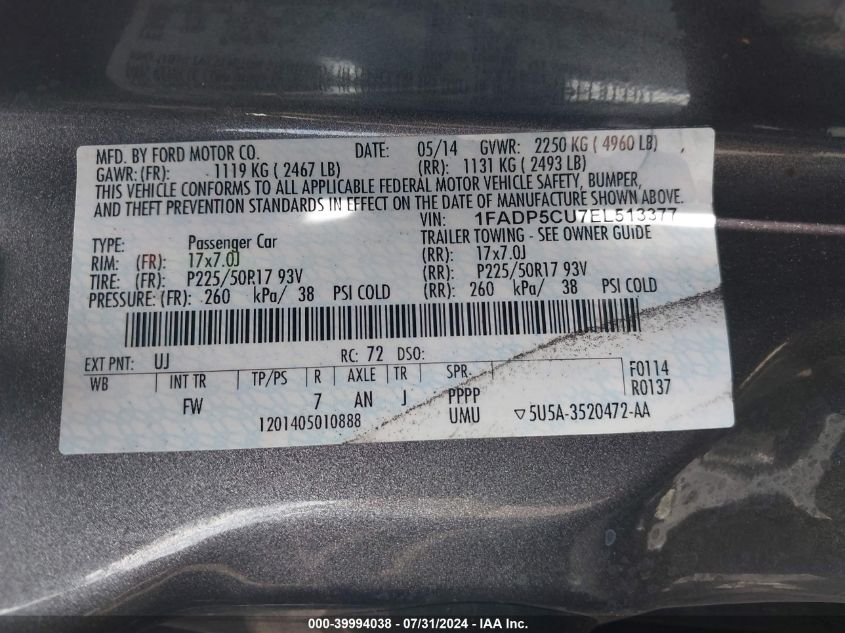 MFD. BY FORD MOTOR CO. DATE: 05/14 GVWR: 2250 KG ( 4960 LB)
GAWR: (FR): 1119 KG ( 2467 LB) (RR): 1131 KG ( 2493 LB)
THIS VEHICLE CONFORMS TO ALL APPLICABLE FEDERAL MOTOR VEHICLE SAFETY, BUMPER,
AND THEFT PREVENTION STANDARDS IN EFFECT ON THE DATE OF MANUFACTURE SHOWN ABOVE.
VIN: 1FADP5CU7EL513377
TYPE: Passenger Car TRAILER TOWING - SEE OWNER GUIDE
RIM: (FR): 17x7.0J (RR): 17x7.0J
TIRE: (FR): P225/50R17 93V (RR): P225/50R17 93V
PRESSURE: (FR): 260 kPa/ 38 PSI COLD (RR): 260 kPa/ 38 PSI COLD
EXT PNT: UJ RC: 72 DSO:
WB INT TR TP/PS R AXLE TR SPR F0114
R0137
FW 7 AN J PPPP
1201405010888 UMU ▽5U5A-3520472-AA
000-39994038 - 07/31/2024 - IAA Inc.